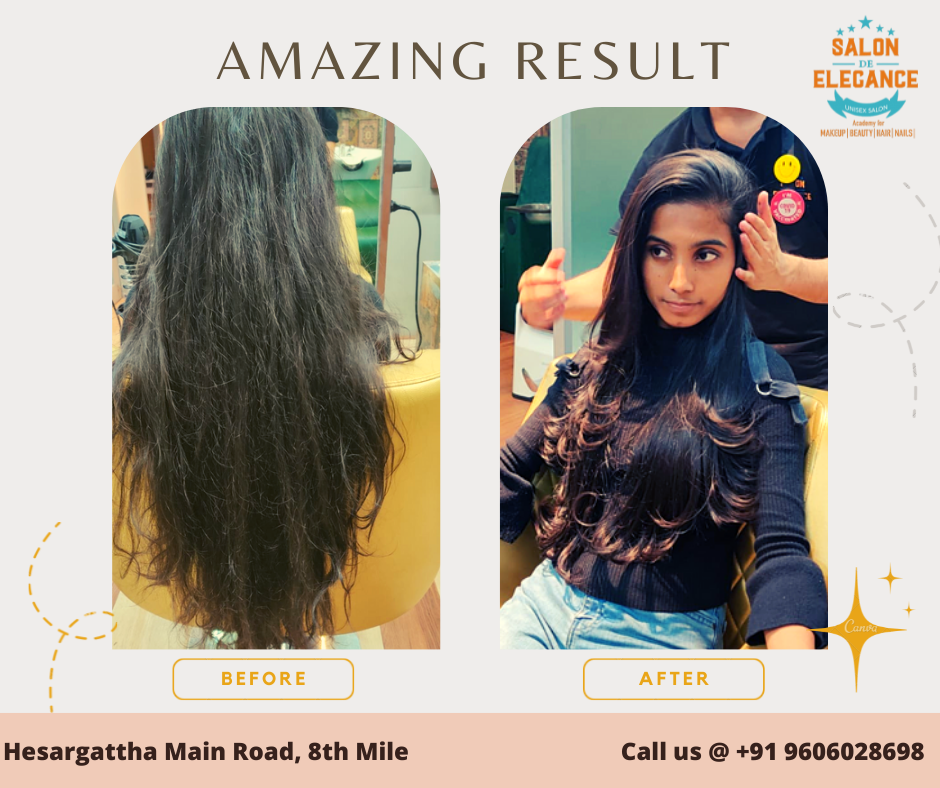 AMAZING RESULT
SALON
DE
ELEGANCE
UNISEX SALON
Academy for
MAKEUP | BEAUTY | HAIR | NAILS |
BEFORE
AFTER
Canva
Hesargattha Main Road, 8th Mile
Call us @ +91 9606028698